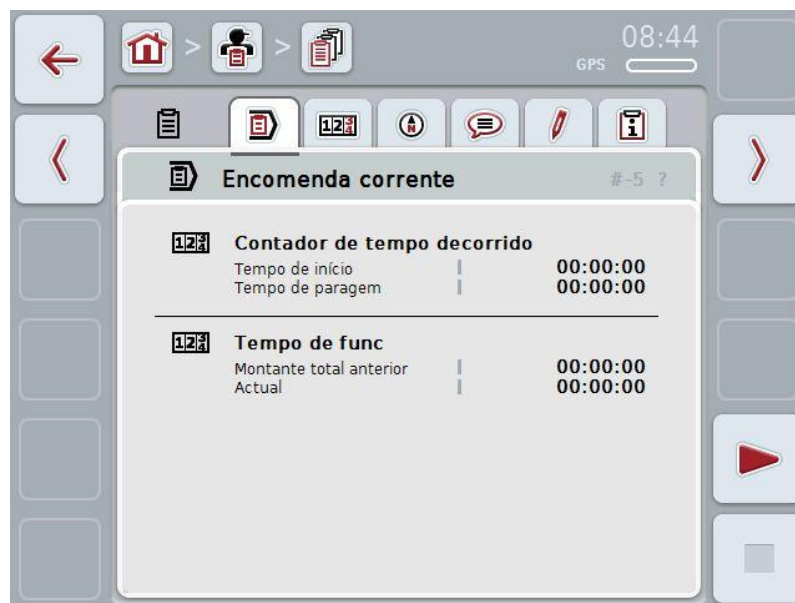 08:44
GPS
Encomenda corrente #-5 ?
Contador de tempo decorrido
Tempo de início 00:00:00
Tempo de paragem 00:00:00
Tempo de func
Montante total anterior 00:00:00
Actual 00:00:00